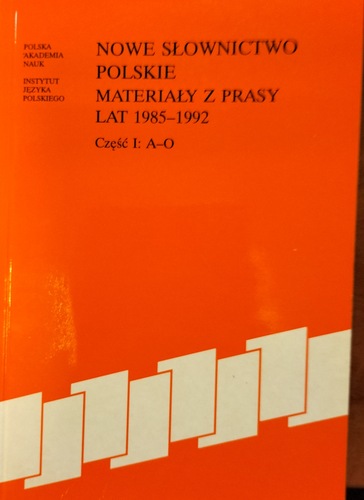 POLSKA
AKADEMIA
NAUK
INSTYTUT
JĘZYKA
POLSKIEGO
NOWE SŁOWNICTWO
POLSKIE
MATERIAŁY Z PRASY
LAT 1985–1992
Część I: A–O